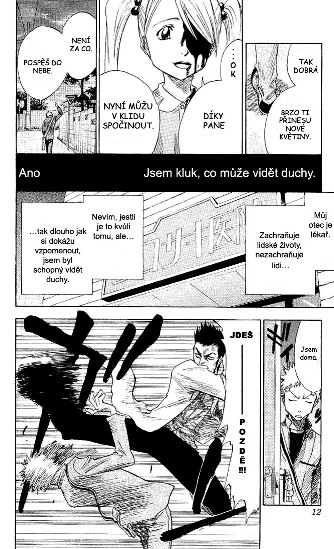 TAK
DOBRÁ
BRZO TI
PŘINESU
NOVÉ
KVĚTINY.
...OK
DÍKY
PANE
NYNÍ MŮŽU
V KLIDU
SPOČINOUT.
NENÍ
ZA CO.
POSPĚŠ DO
NEBE.
Jsem kluk, co může vidět duchy.
Ano
Můj
otec je
lékař.
Zachraňuje
lidské životy,
nezachraňuje
lidi...
Nevím, jestli
je to kvůli
tomu, ale...
...tak dlouho jak
si dokážu
vzpomenout,
jsem byl
schopný vidět
duchy.
Jsem
doma.
JDEŠ
POZDĚ!!!
12